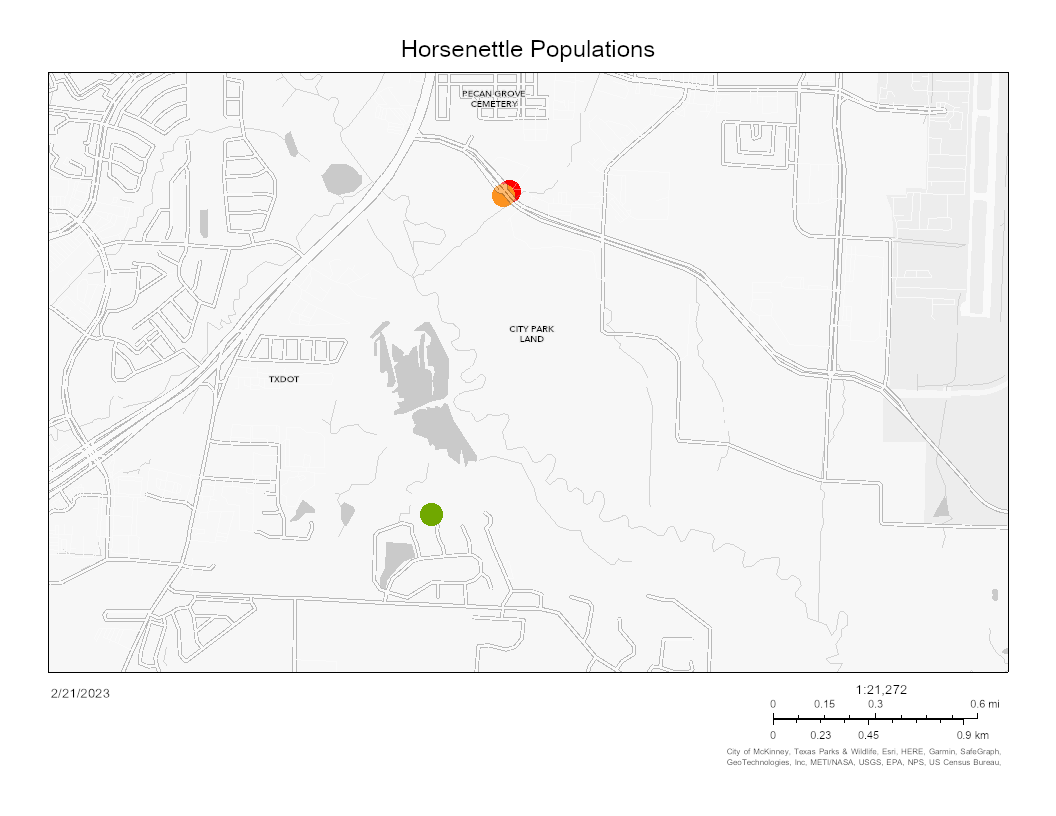 Horsenettle Populations
PECAN GROVE
CEMETERY
CITY PARK
LAND
TXDOT
2/21/2023
1:21,272
0 0.15 0.3 0.6 mi
0 0.23 0.45 0.9 km
City of McKinney, Texas Parks & Wildlife, Esri, HERE, Garmin, SafeGraph,
GeoTechnologies, Inc, METI/NASA, USGS, EPA, NPS, US Census Bureau,